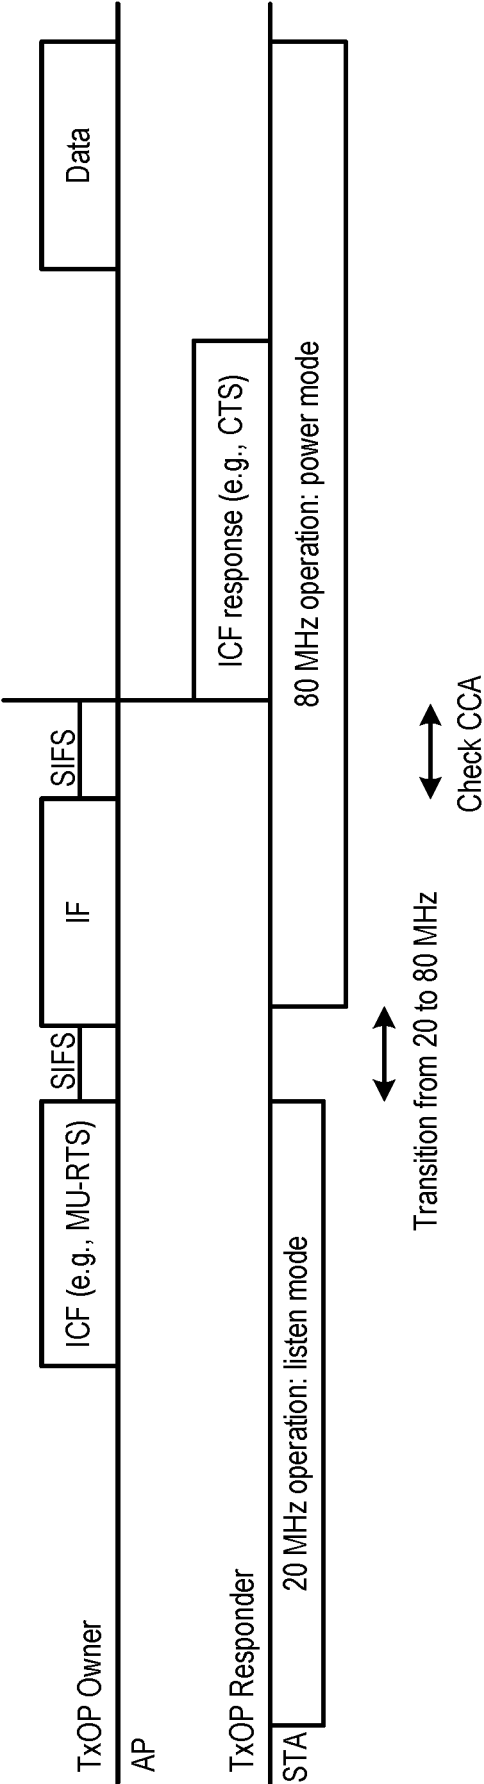 TxOP Owner
AP
ICF (e.g., MU-RTS)
SIFS
IF
SIFS
Data
TxOP Responder
STA
ICF response (e.g., CTS)
20 MHz operation: listen mode
80 MHz operation: power mode
Transition from 20 to 80 MHz
Check CCA